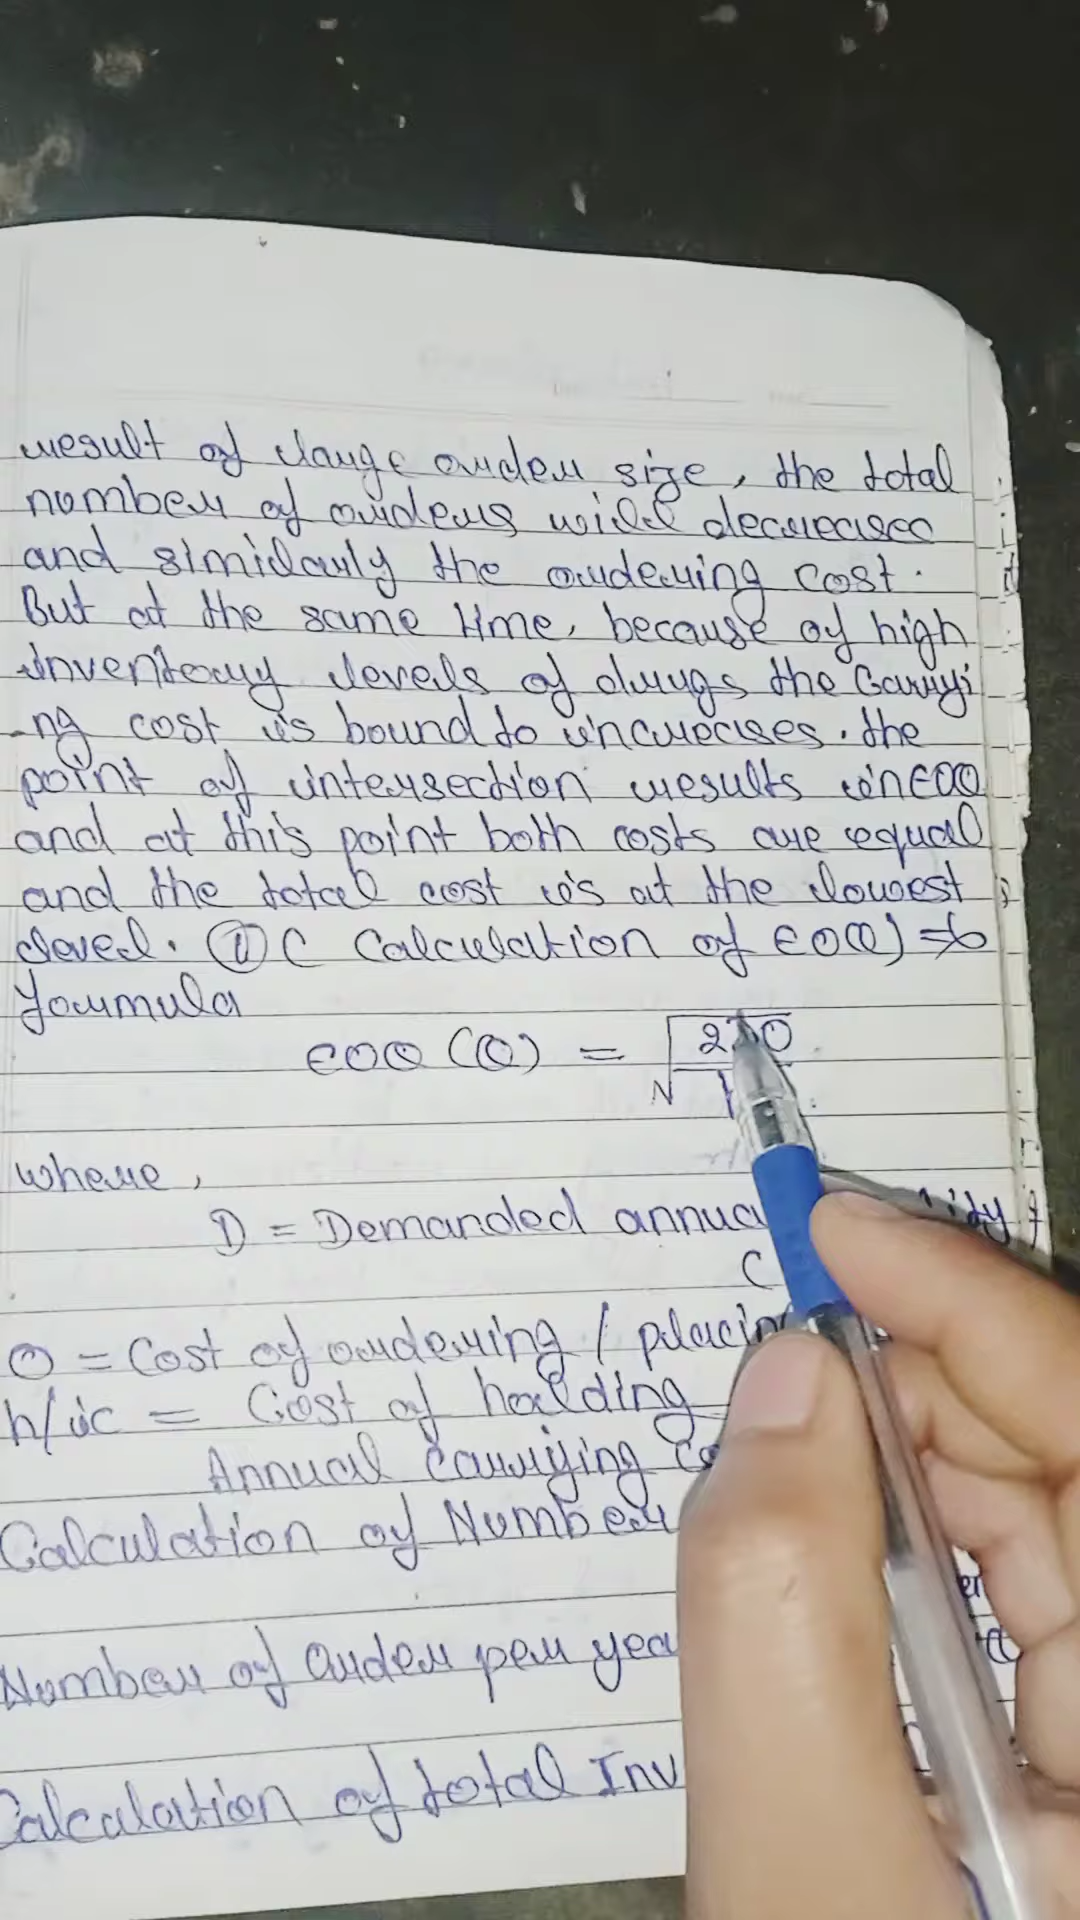 result of large order size, the total
number of orders will decreases
and similarly the ordering cost.
But at the same time, because of high
inventory levels of drugs the Carryi
-ng cost is bound to increases. the
point of intersection results in EOQ
and at this point both costs are equal
and the total cost is at the lowest
level. ① ( Calculation of EOQ) =>
formula
EOQ (Q) = √2DO
where,
D = Demanded annual
O = Cost of ordering / placing
h/ic = Cost of holding
Annual Carrying
Calculation of Number
Number of order per year
Calculation of total Inv